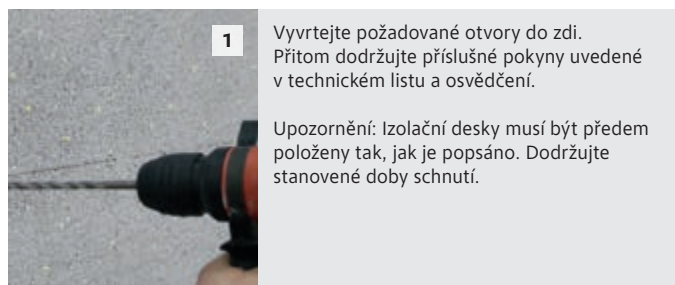 1
Vyvrtejte požadované otvory do zdi.
Přitom dodržujte příslušné pokyny uvedené
v technickém listu a osvědčení.
Upozornění: Izolační desky musí být předem
položeny tak, jak je popsáno. Dodržujte
stanovené doby schnutí.